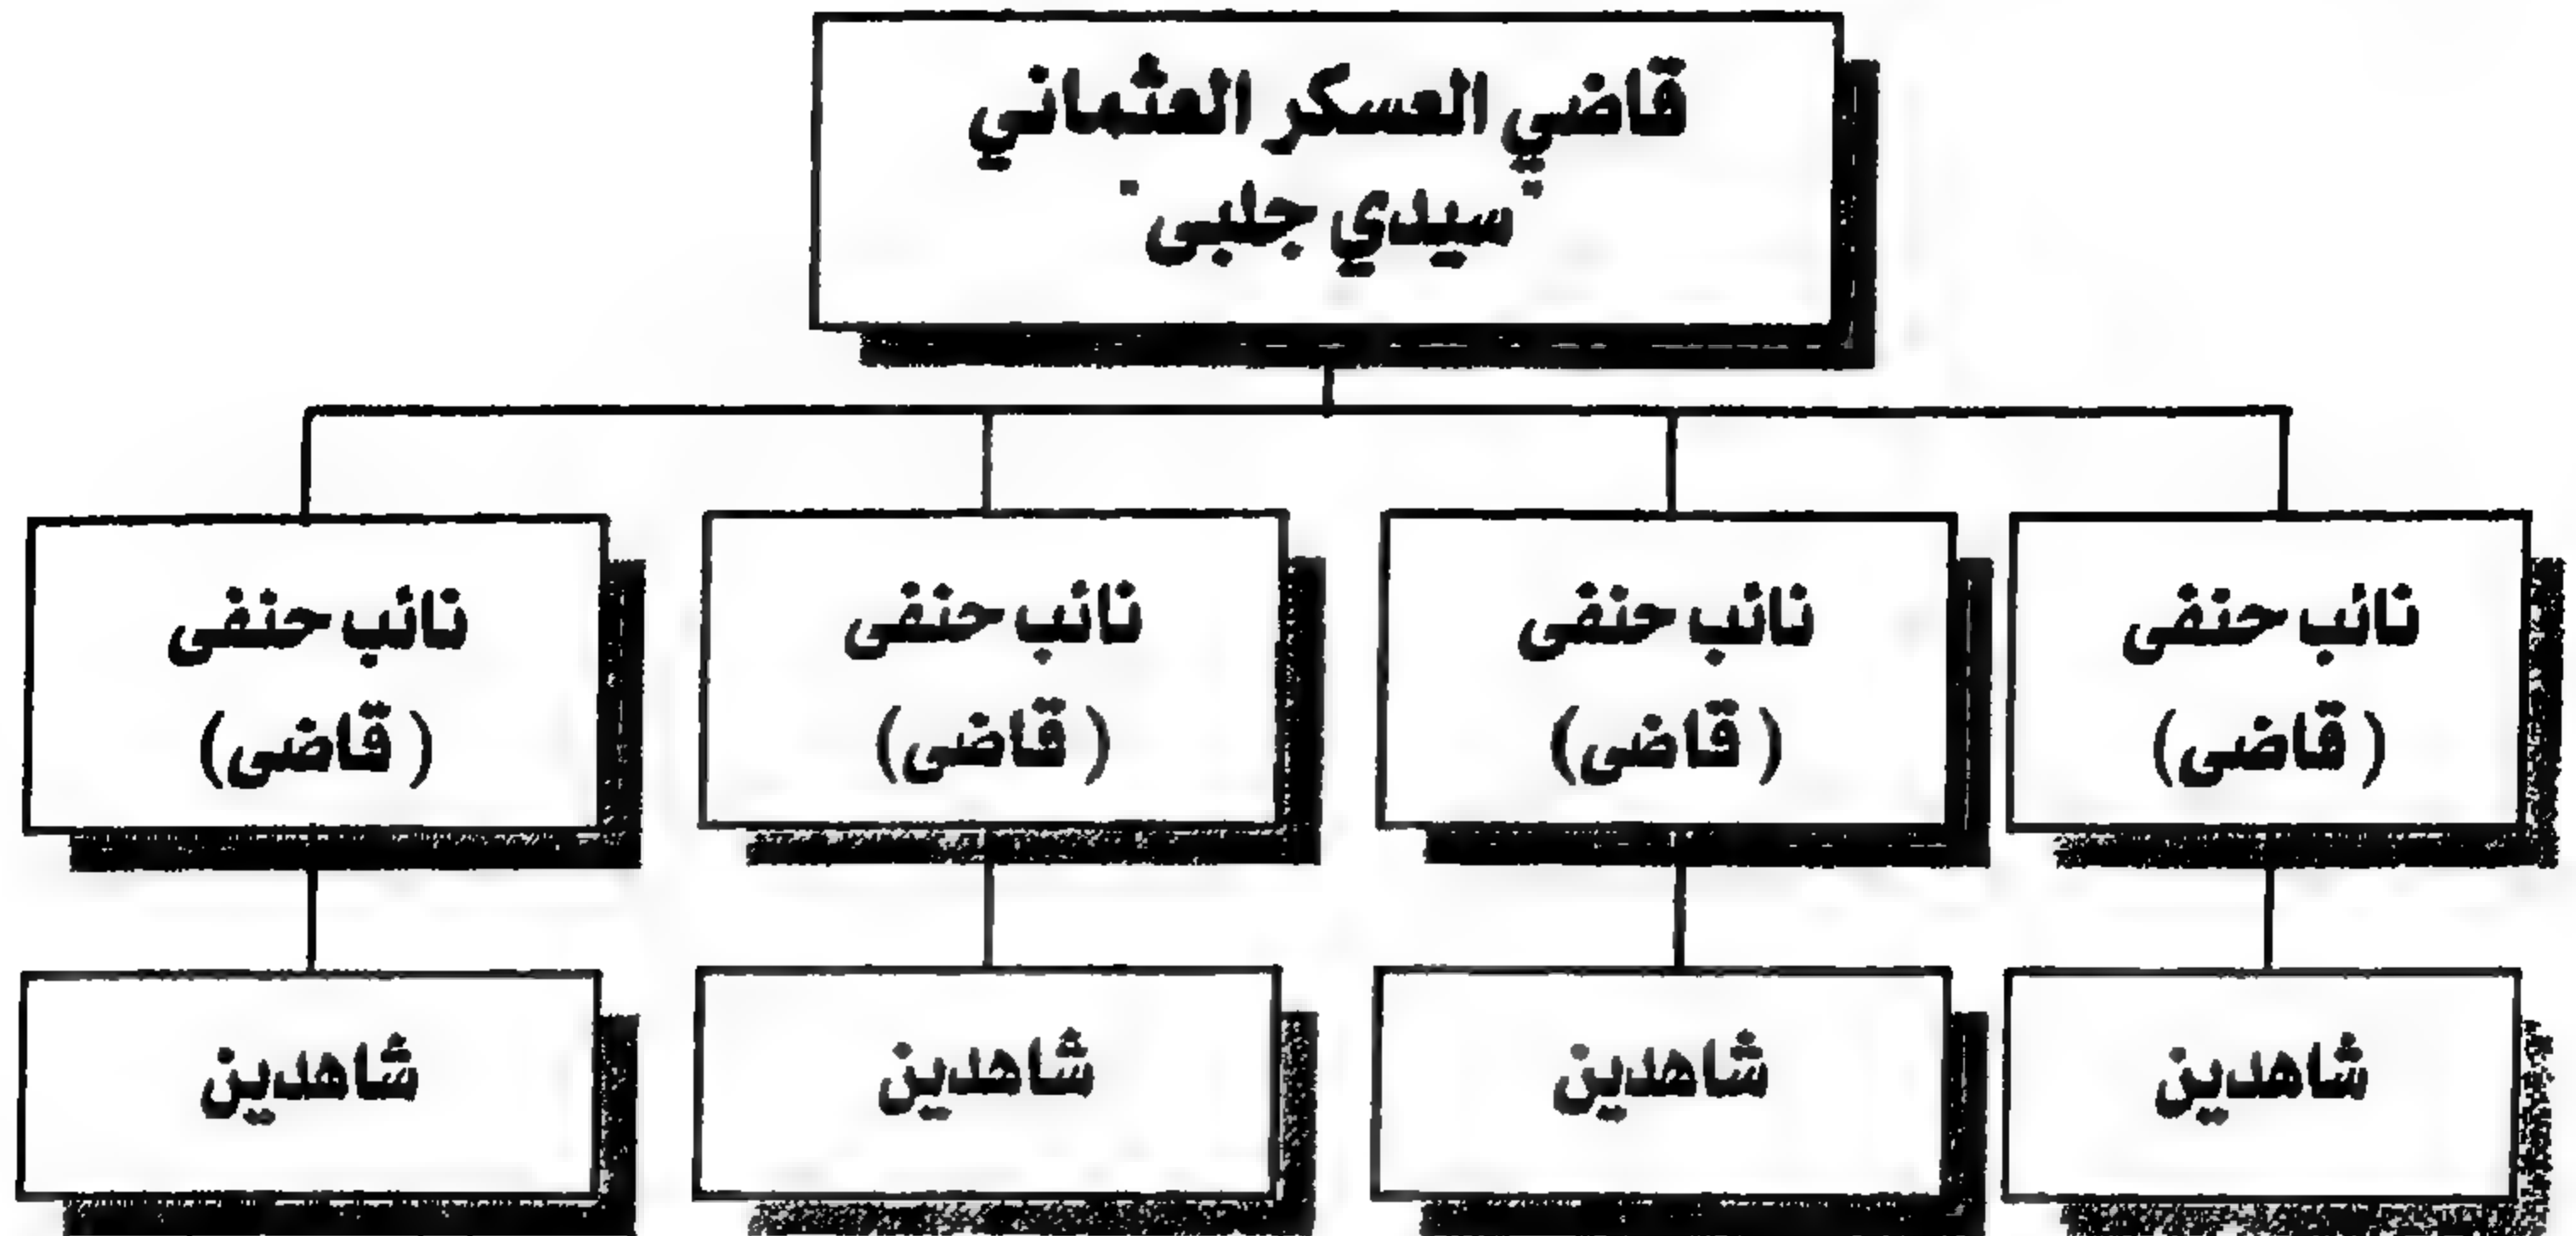 قاضي العسكر العثماني
"سيدي جلبى"
نائب حنفى
(قاضى)
نائب حنفى
(قاضى)
نائب حنفى
(قاضى)
نائب حنفى
(قاضى)
شاهدين
شاهدين
شاهدين
شاهدين